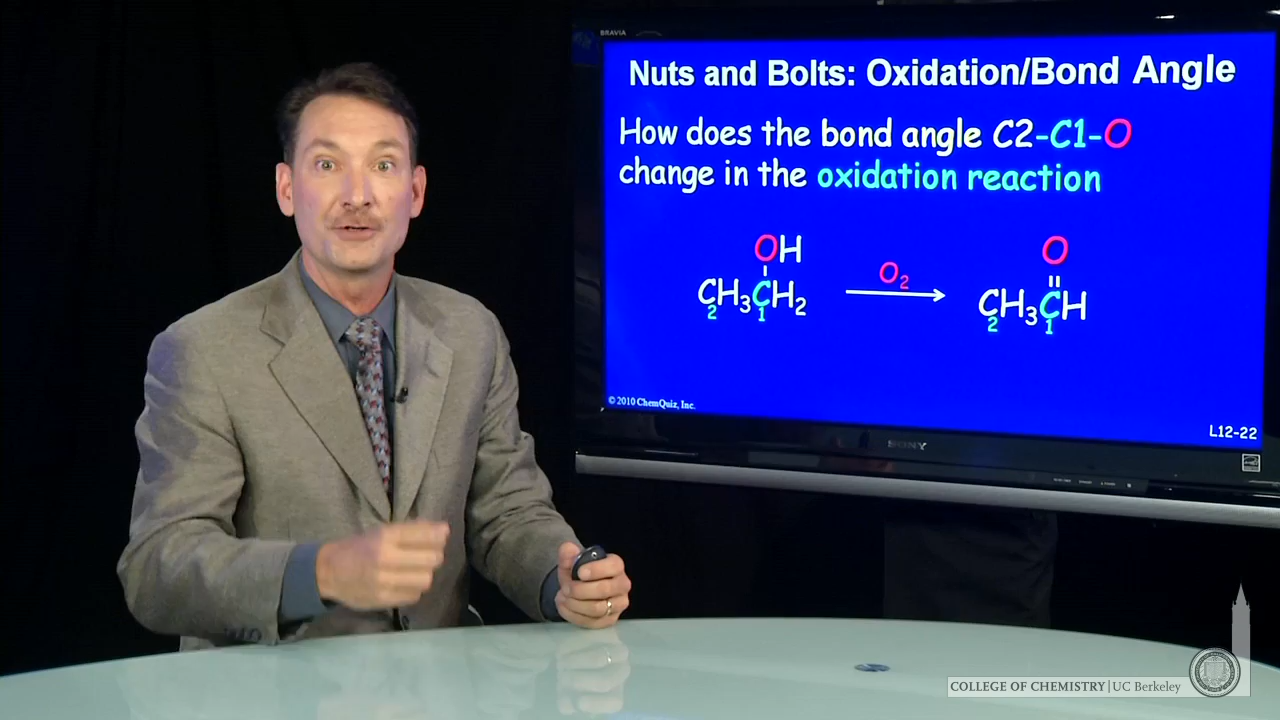 BRAVIA
Nuts and Bolts: Oxidation/Bond Angle
How does the bond angle C2-C1-O
change in the oxidation reaction
OH
CH3CH2
2 1
O2
O
CH3CH
2 1
© 2010 ChemQuiz, Inc.
L12-22
SONY
COLLEGE OF CHEMISTRY | UC Berkeley